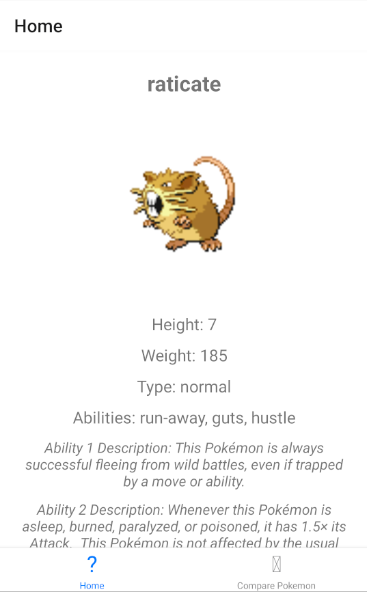 Home
raticate
Height: 7
Weight: 185
Type: normal
Abilities: run-away, guts, hustle
Ability 1 Description: This Pokémon is always
successful fleeing from wild battles, even if trapped
by a move or ability.
Ability 2 Description: Whenever this Pokémon is
asleep, burned, paralyzed, or poisoned, it has 1.5× its
Attack. This Pokémon is not affected by the usual
?
Home
Compare Pokemon